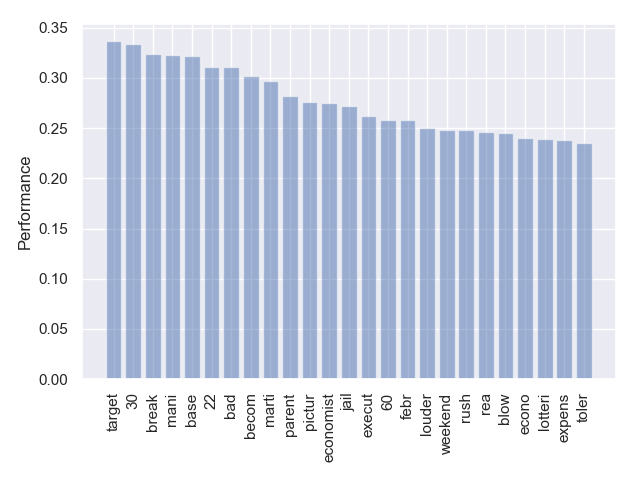 0.35
0.30
0.25
0.20
0.15
0.10
0.05
0.00
Performance
target
30
break
mani
base
22
bad
becom
marti
parent
pictur
economist
jail
execut
60
febr
louder
weekend
rush
rea
blow
econo
lotteri
expens
toler